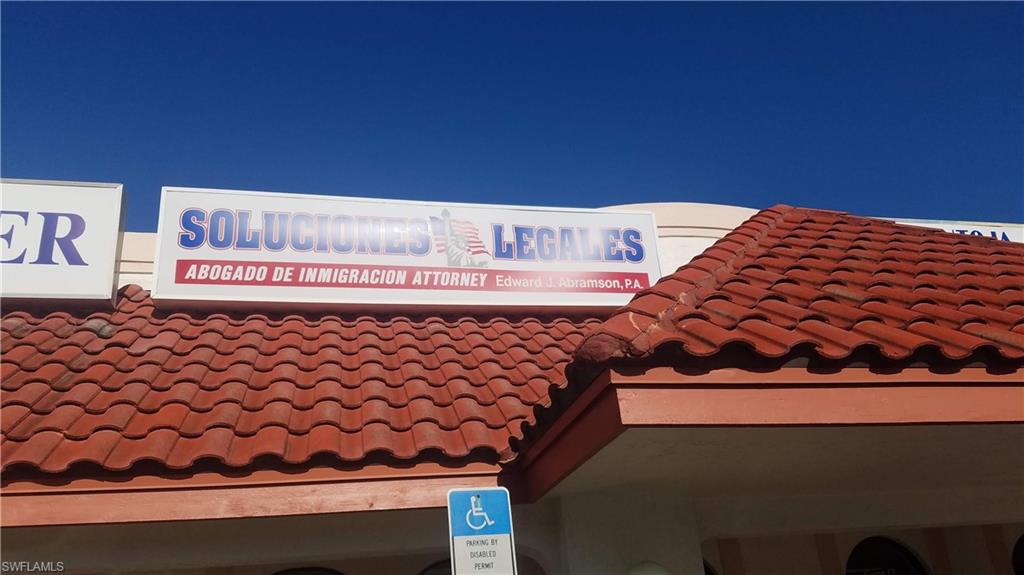 ER
SOLUCIONES LEGALES
ABOGADO DE INMIGRACION ATTORNEY Edward J. Abramson, P.A.
PARKING BY
DISABLED
PERMIT
SWFLAMLS